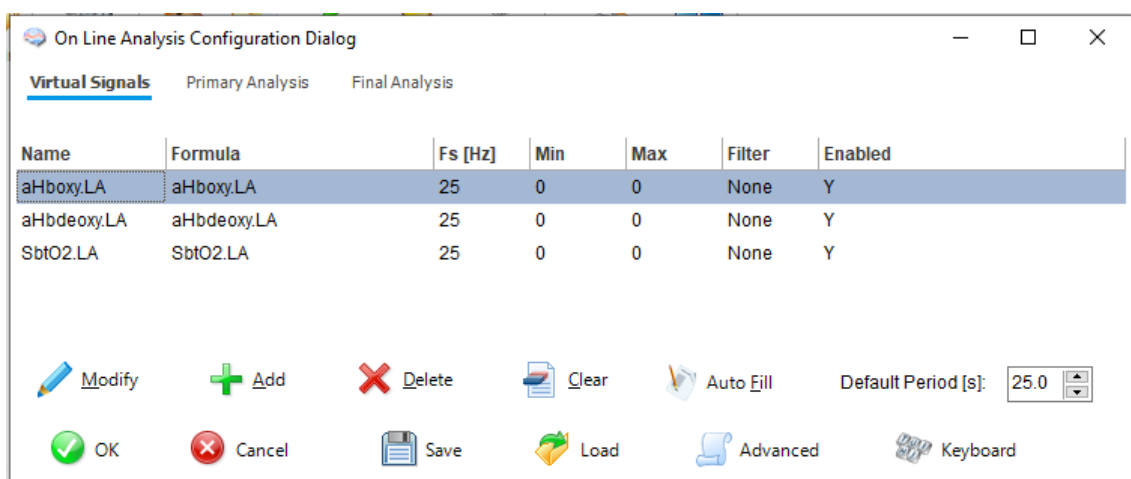 On Line Analysis Configuration Dialog
Virtual Signals Primary Analysis Final Analysis
Name Formula Fs [Hz] Min Max Filter Enabled
aHboxy.LA aHboxy.LA 25 0 0 None Y
aHbdeoxy.LA aHbdeoxy.LA 25 0 0 None Y
SbtO2.LA SbtO2.LA 25 0 0 None Y
Modify Add Delete Clear Auto Fill Default Period [s]: 25.0
OK Cancel Save Load Advanced Keyboard